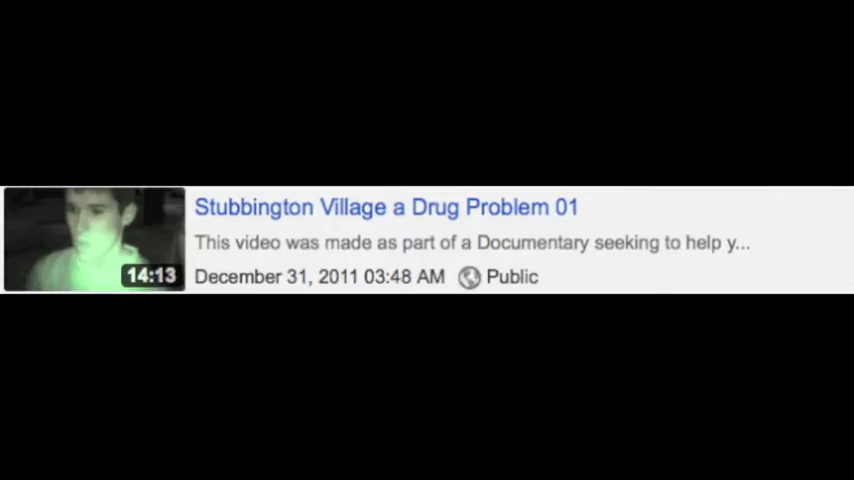 Stubbington Village a Drug Problem 01
This video was made as part of a Documentary seeking to help y...
14:13
December 31, 2011 03:48 AM Public